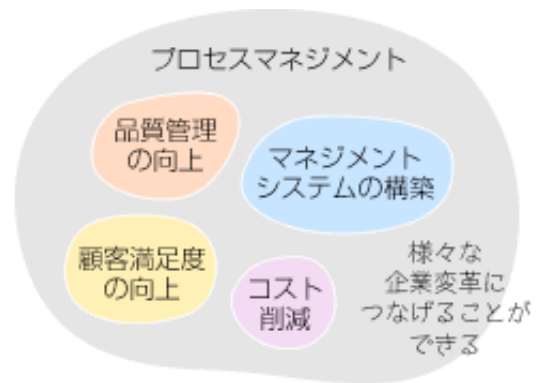 プロセスマネジメント
品質管理
の向上
マネジメント
システムの構築
顧客満足度
の向上
コスト
削減
様々な
企業変革に
つなげることが
できる